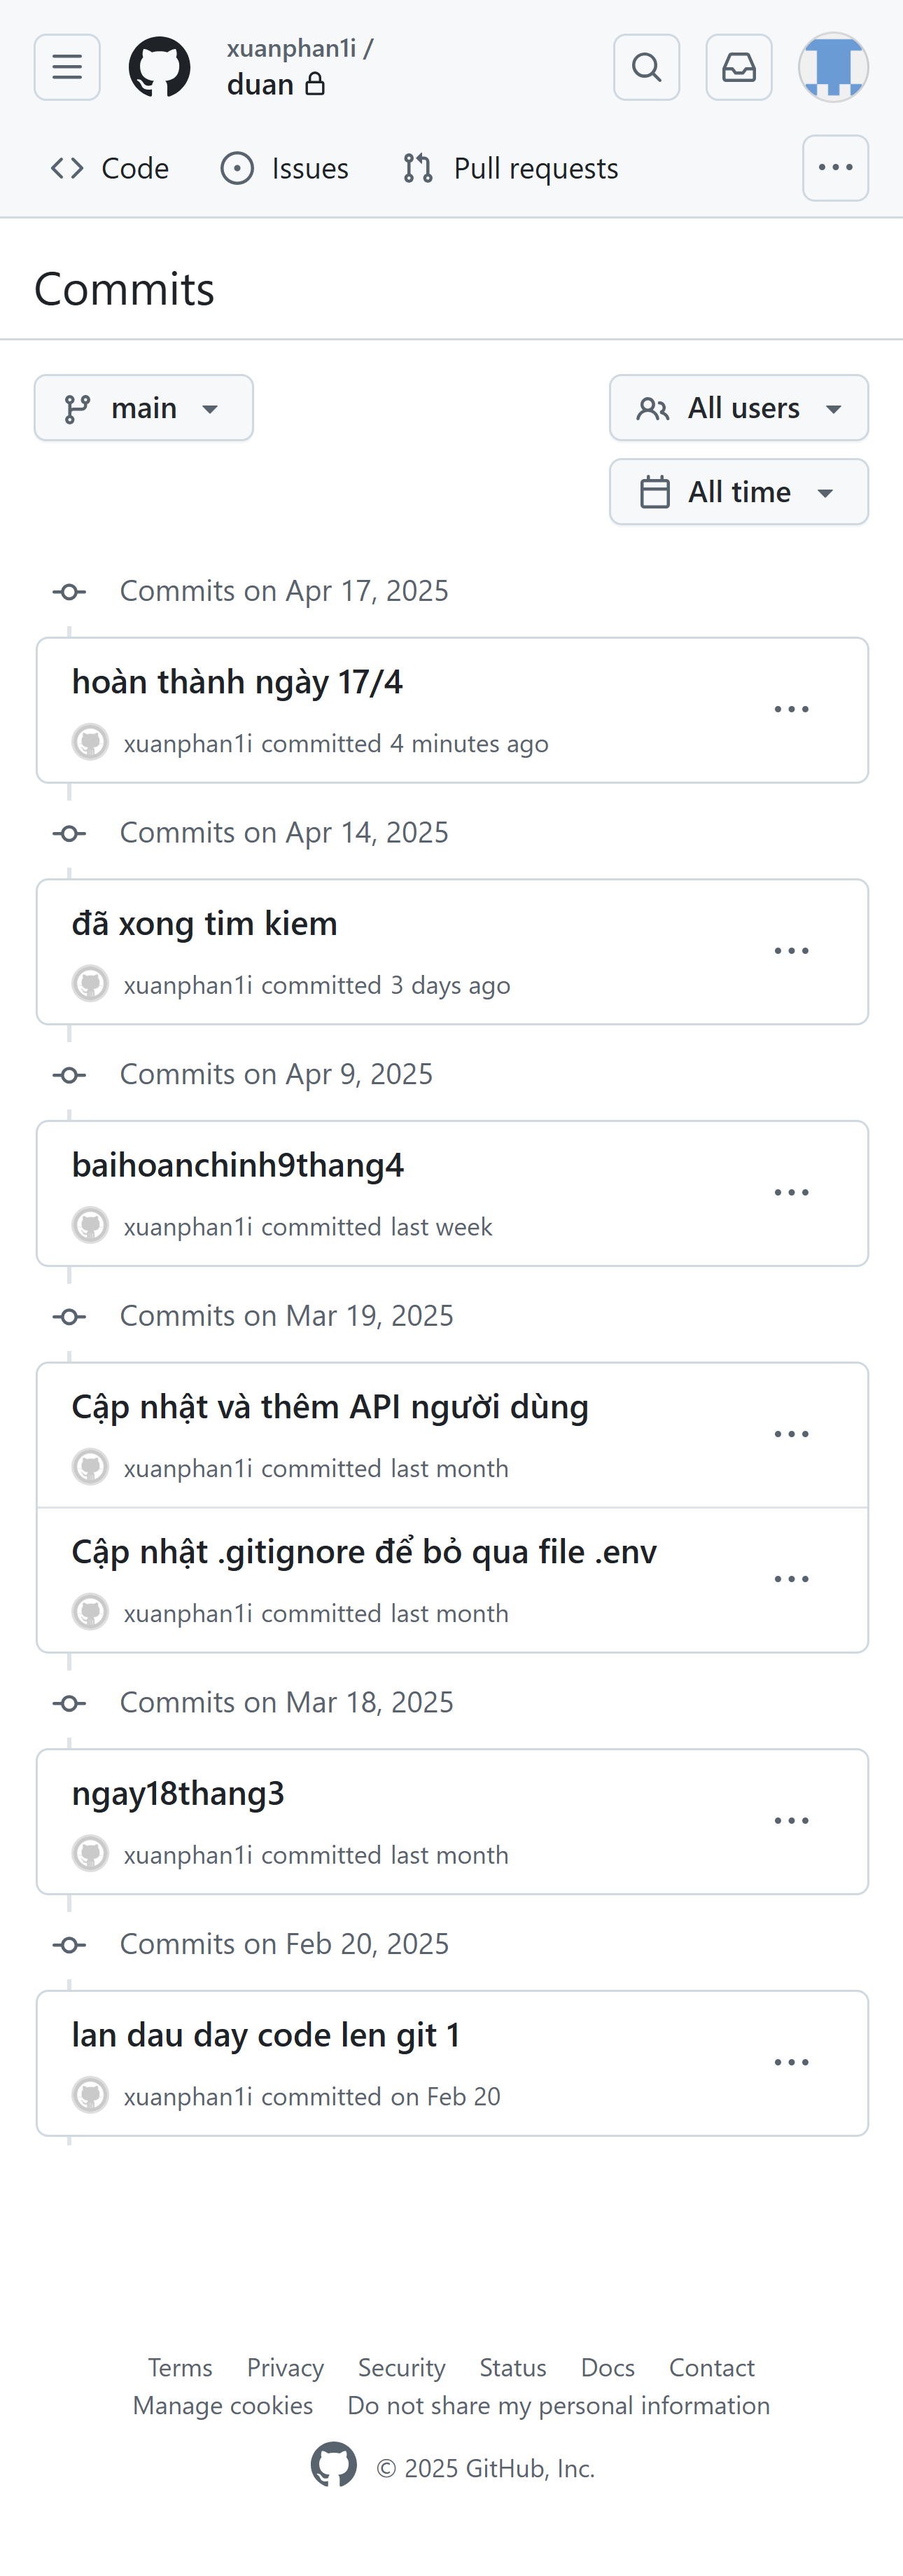 xuanphan1i /
duan
Code Issues Pull requests
Commits
main All users
All time
Commits on Apr 17, 2025
hoàn thành ngày 17/4
xuanphan1i committed 4 minutes ago
Commits on Apr 14, 2025
đã xong tim kiem
xuanphan1i committed 3 days ago
Commits on Apr 9, 2025
baihoanchinh9thang4
xuanphan1i committed last week
Commits on Mar 19, 2025
Cập nhật và thêm API người dùng
xuanphan1i committed last month
Cập nhật .gitignore để bỏ qua file .env
xuanphan1i committed last month
Commits on Mar 18, 2025
ngay18thang3
xuanphan1i committed last month
Commits on Feb 20, 2025
lan dau day code len git 1
xuanphan1i committed on Feb 20
Terms Privacy Security Status Docs Contact
Manage cookies Do not share my personal information
© 2025 GitHub, Inc.